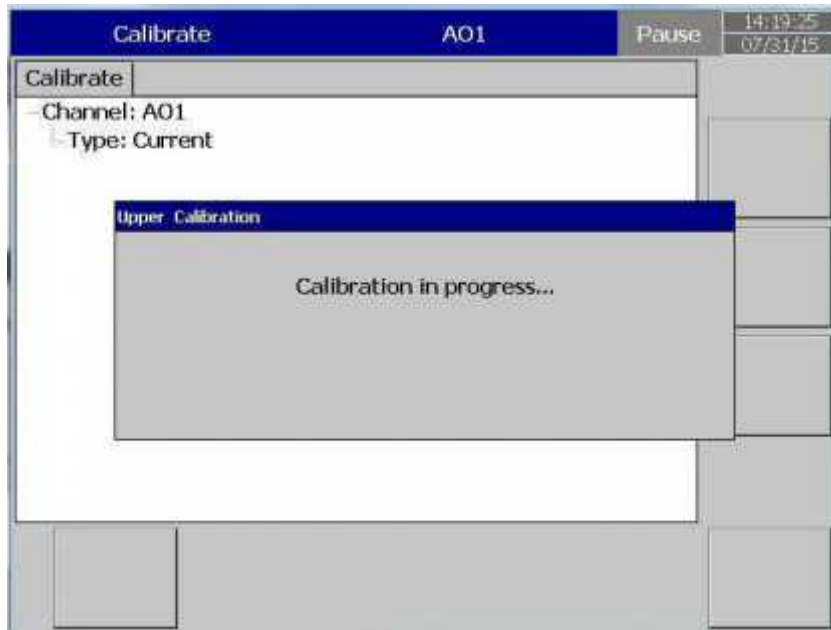 Calibrate AO1 Pause 14:19:25
07/31/15
Calibrate
Channel: AO1
Type: Current
Upper Calibration
Calibration in progress...